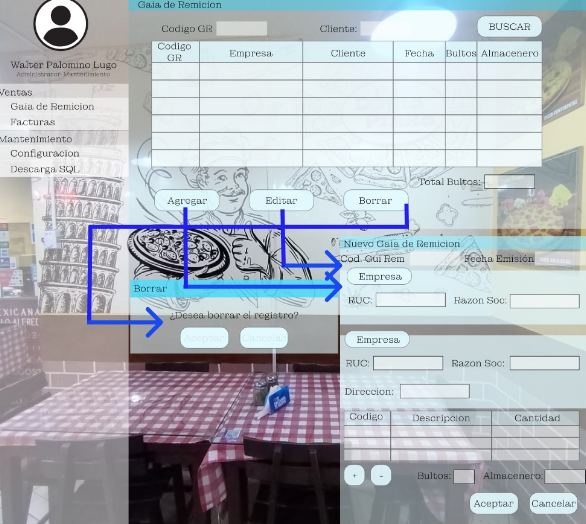 Gaia de Remicion
Codigo GR
Cliente:
BUSCAR
Walter Palomino Lugo
Administrador Mantenimiento
Ventas
Gaia de Remicion
Facturas
Mantenimiento
Configuracion
Descarga SQL
Codigo GR Empresa Cliente Fecha Bultos Almacenero
Total Bultos:
Agregar Editar Borrar
Nuevo Gaia de Remicion
Cod. Gui Rem Fecha Emisión
Empresa
RUC: Razon Soc:
Borrar
¿Desea borrar el registro?
Aceptar Cancelar
Empresa
RUC: Razon Soc:
Direccion:
Codigo Descripcion Cantidad
+ -
Bultos: Almacenero:
Aceptar Cancelar